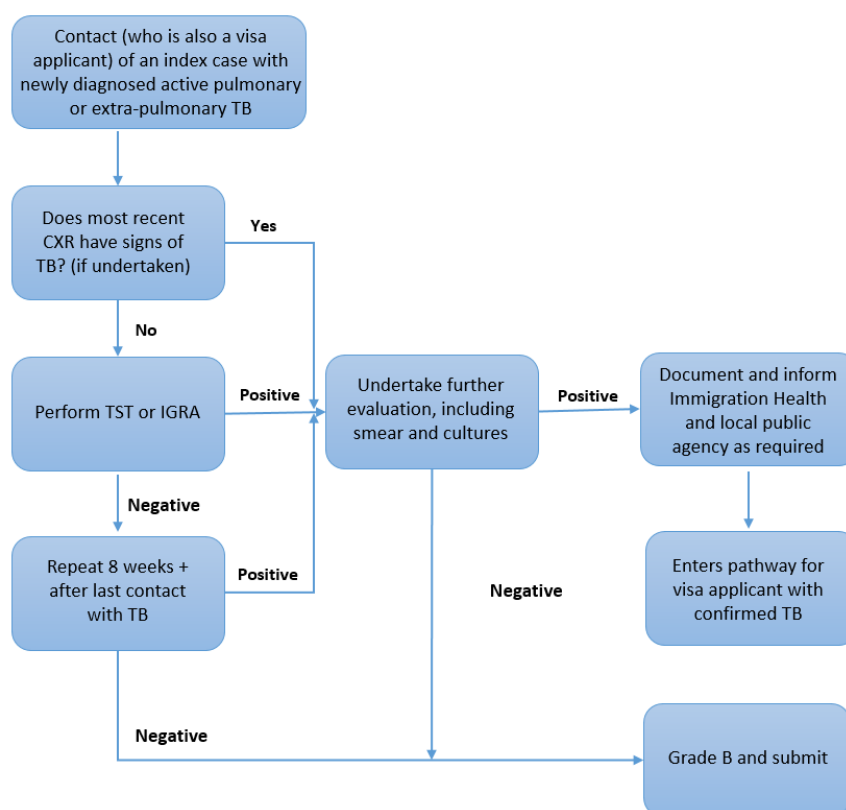 Contact (who is also a visa
applicant) of an index case with
newly diagnosed active pulmonary
or extra-pulmonary TB
Does most recent
CXR have signs of
TB? (if undertaken)
Yes
No
Perform TST or IGRA
Positive
Undertake further
evaluation, including
smear and cultures
Positive
Document and inform
Immigration Health
and local public
agency as required
Negative
Repeat 8 weeks +
after last contact
with TB
Positive
Negative
Enters pathway for
visa applicant with
confirmed TB
Negative
Grade B and submit